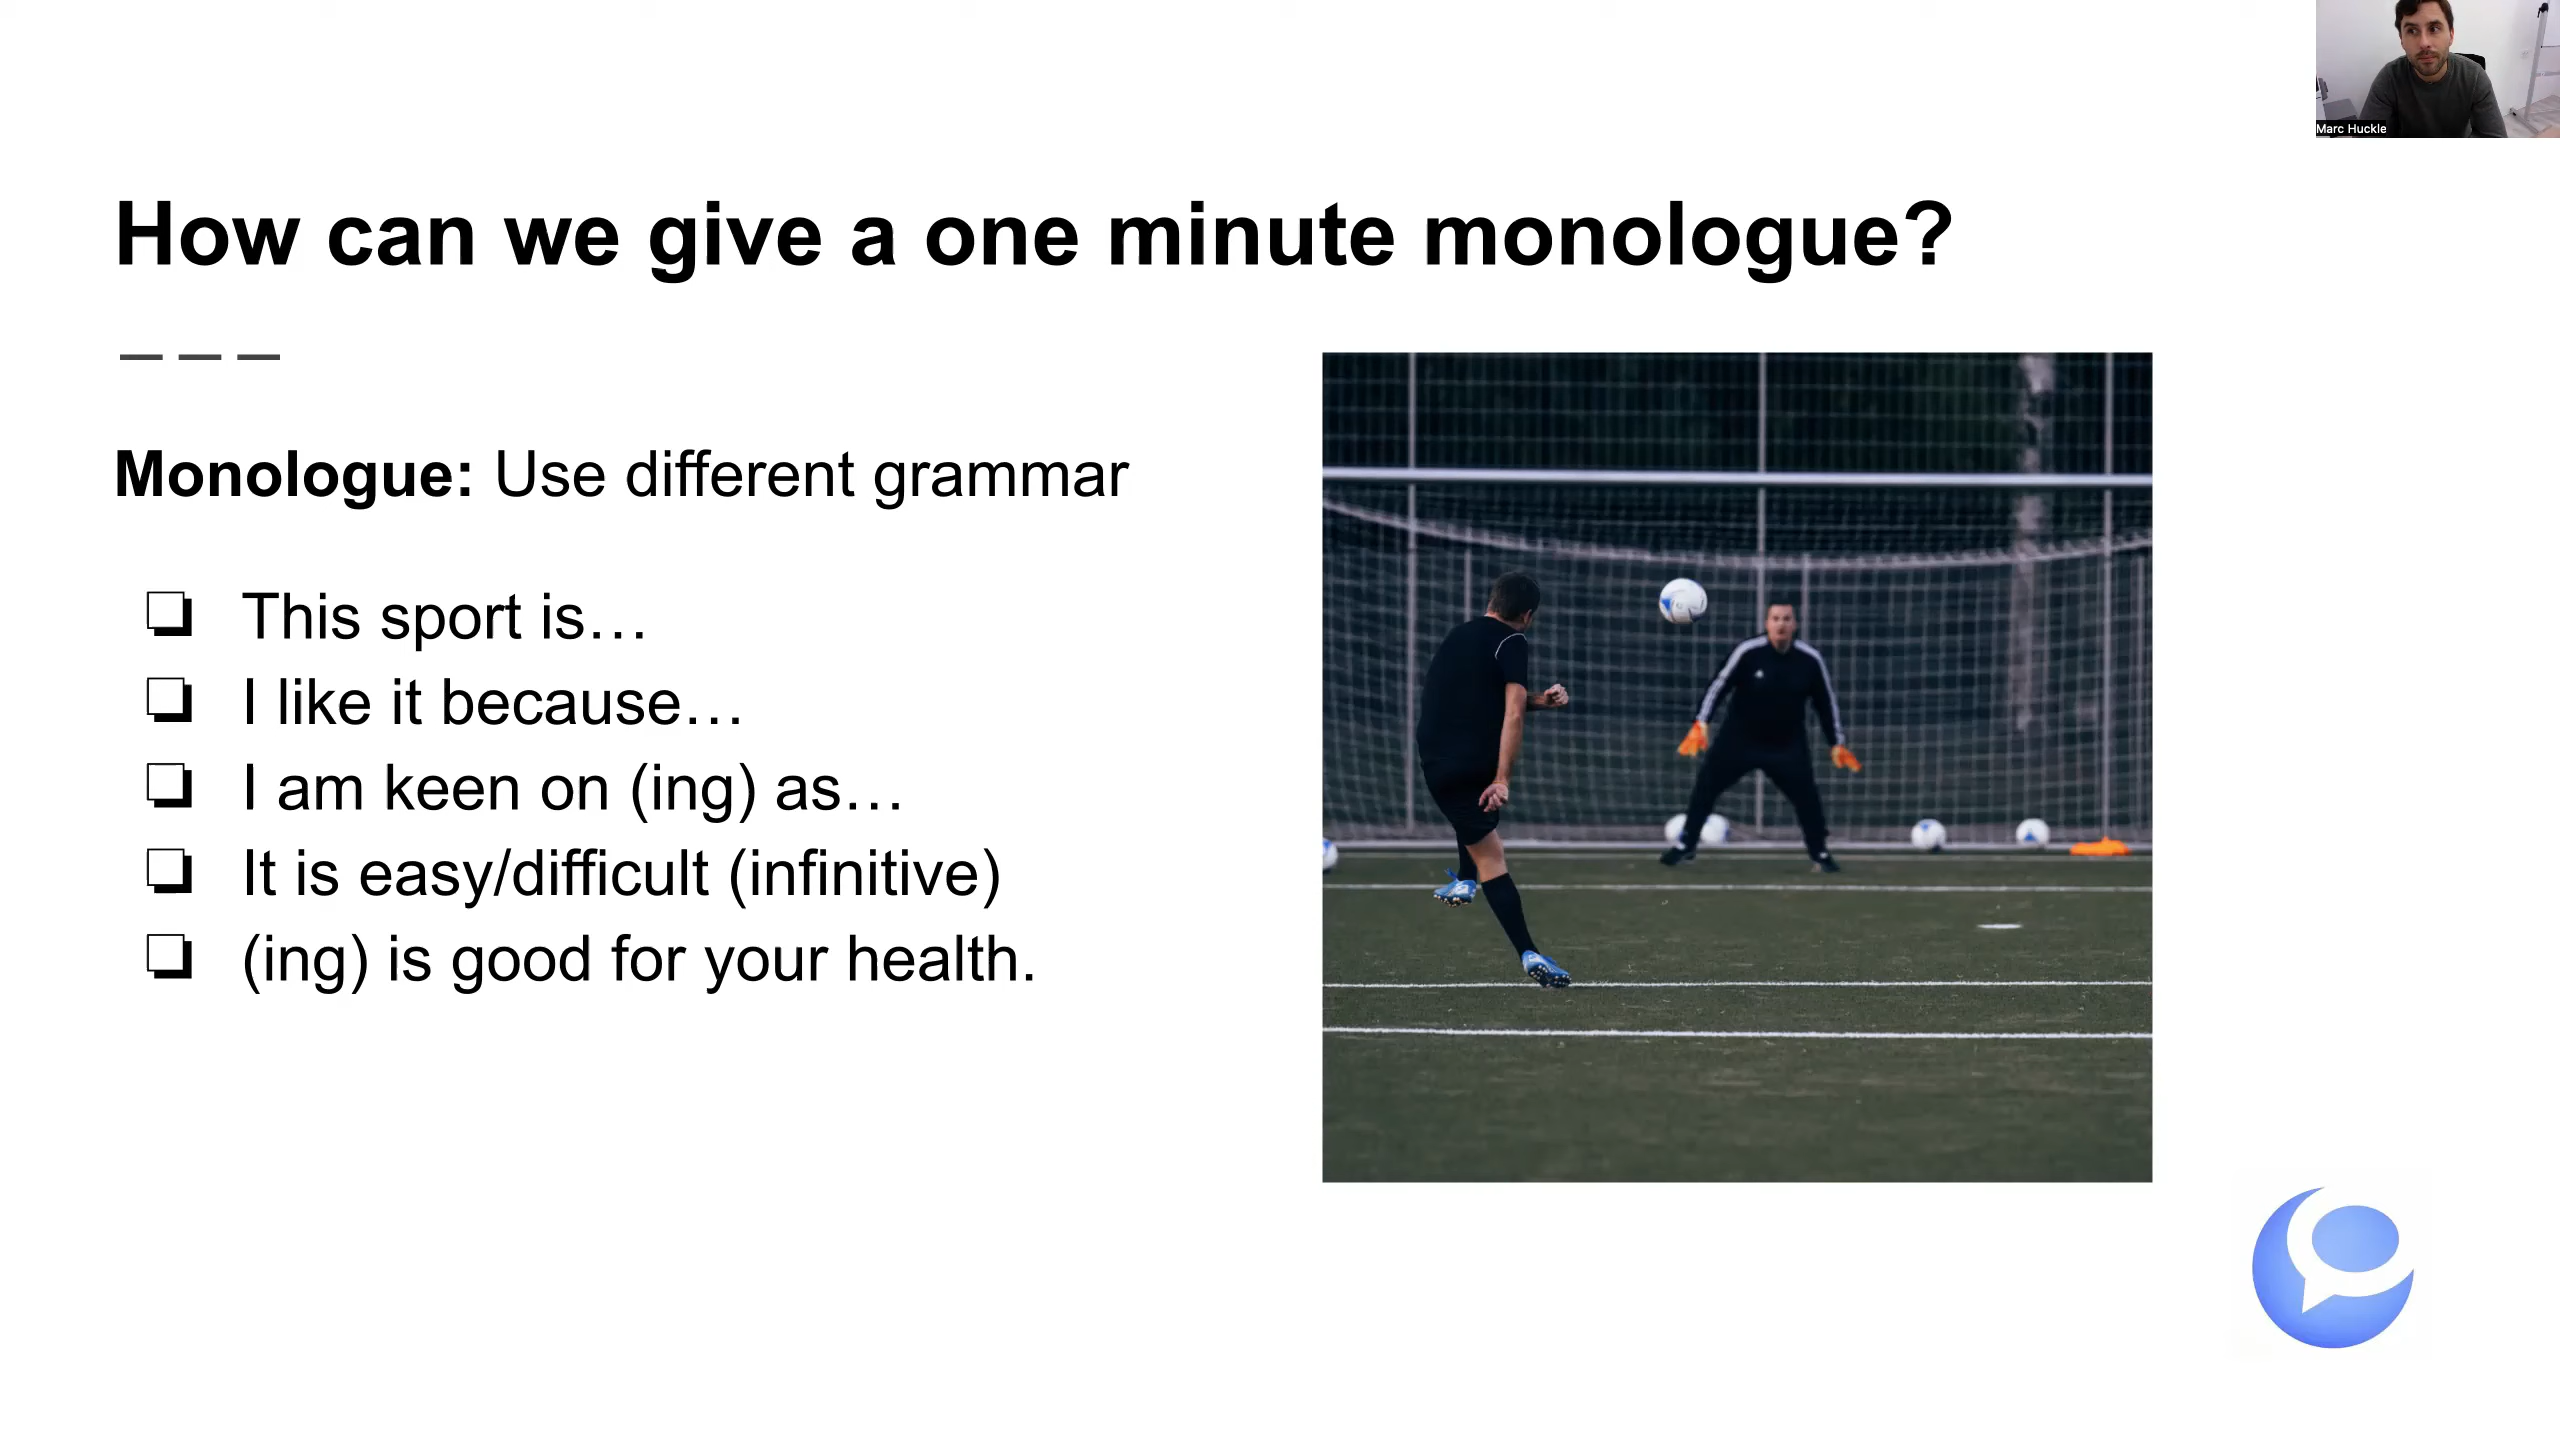 Marc Huckle
How can we give a one minute monologue?
Monologue: Use different grammar
This sport is…
I like it because…
I am keen on (ing) as…
It is easy/difficult (infinitive)
(ing) is good for your health.